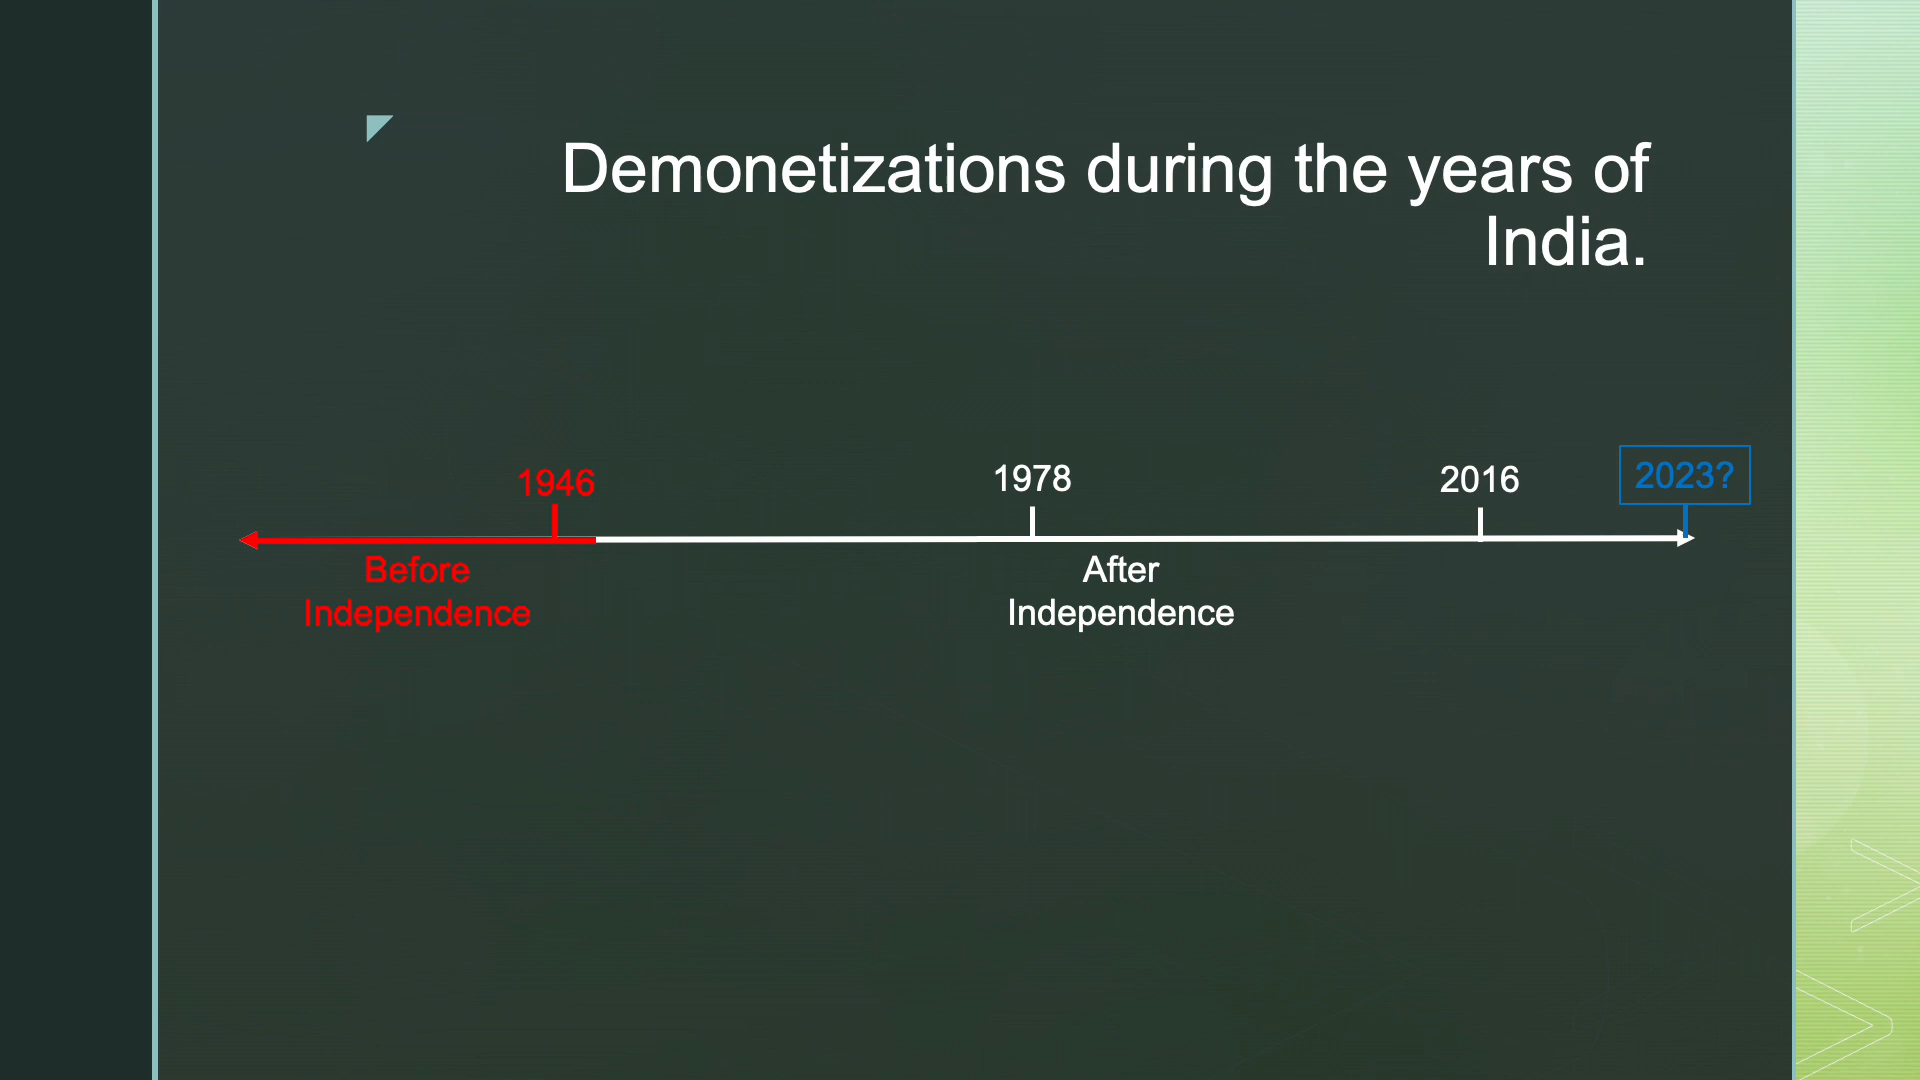 Demonetizations during the years of
India.
1946
1978
2016
2023?
Before
Independence
After
Independence